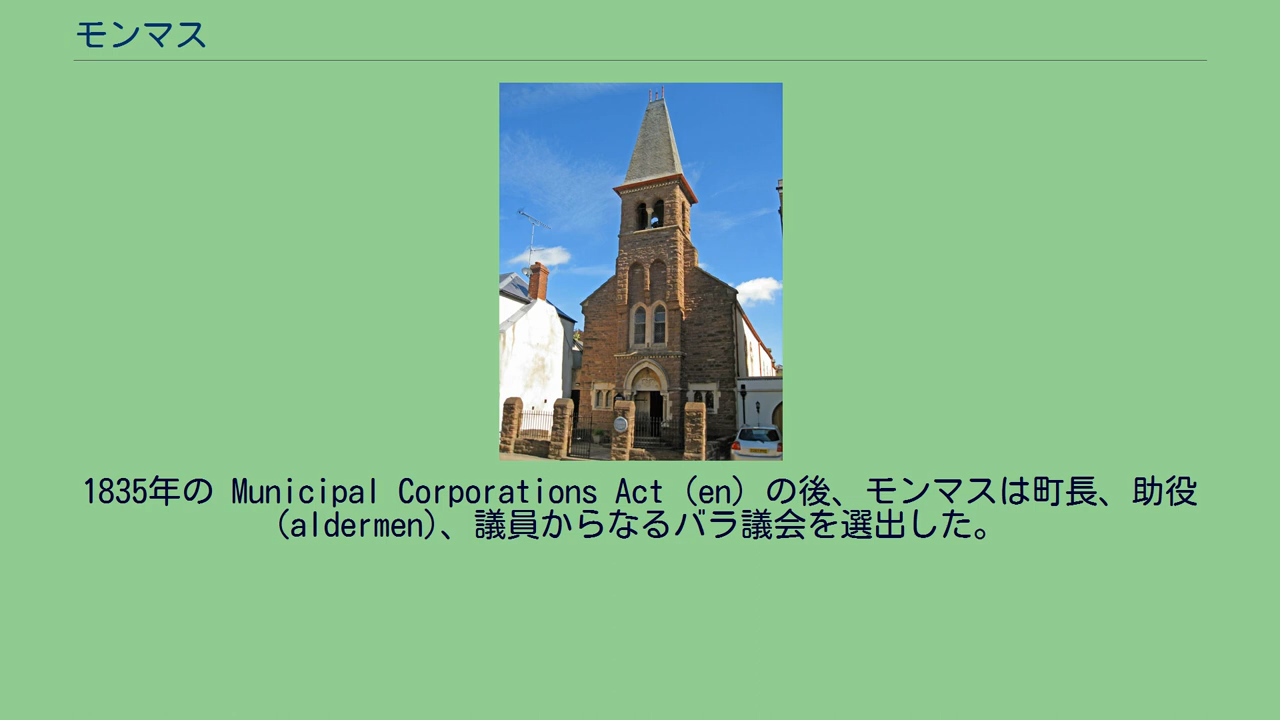 モンマス
1835年の Municipal Corporations Act (en) の後、モンマスは町長、助役
(aldermen)、議員からなるバラ議会を選出した。